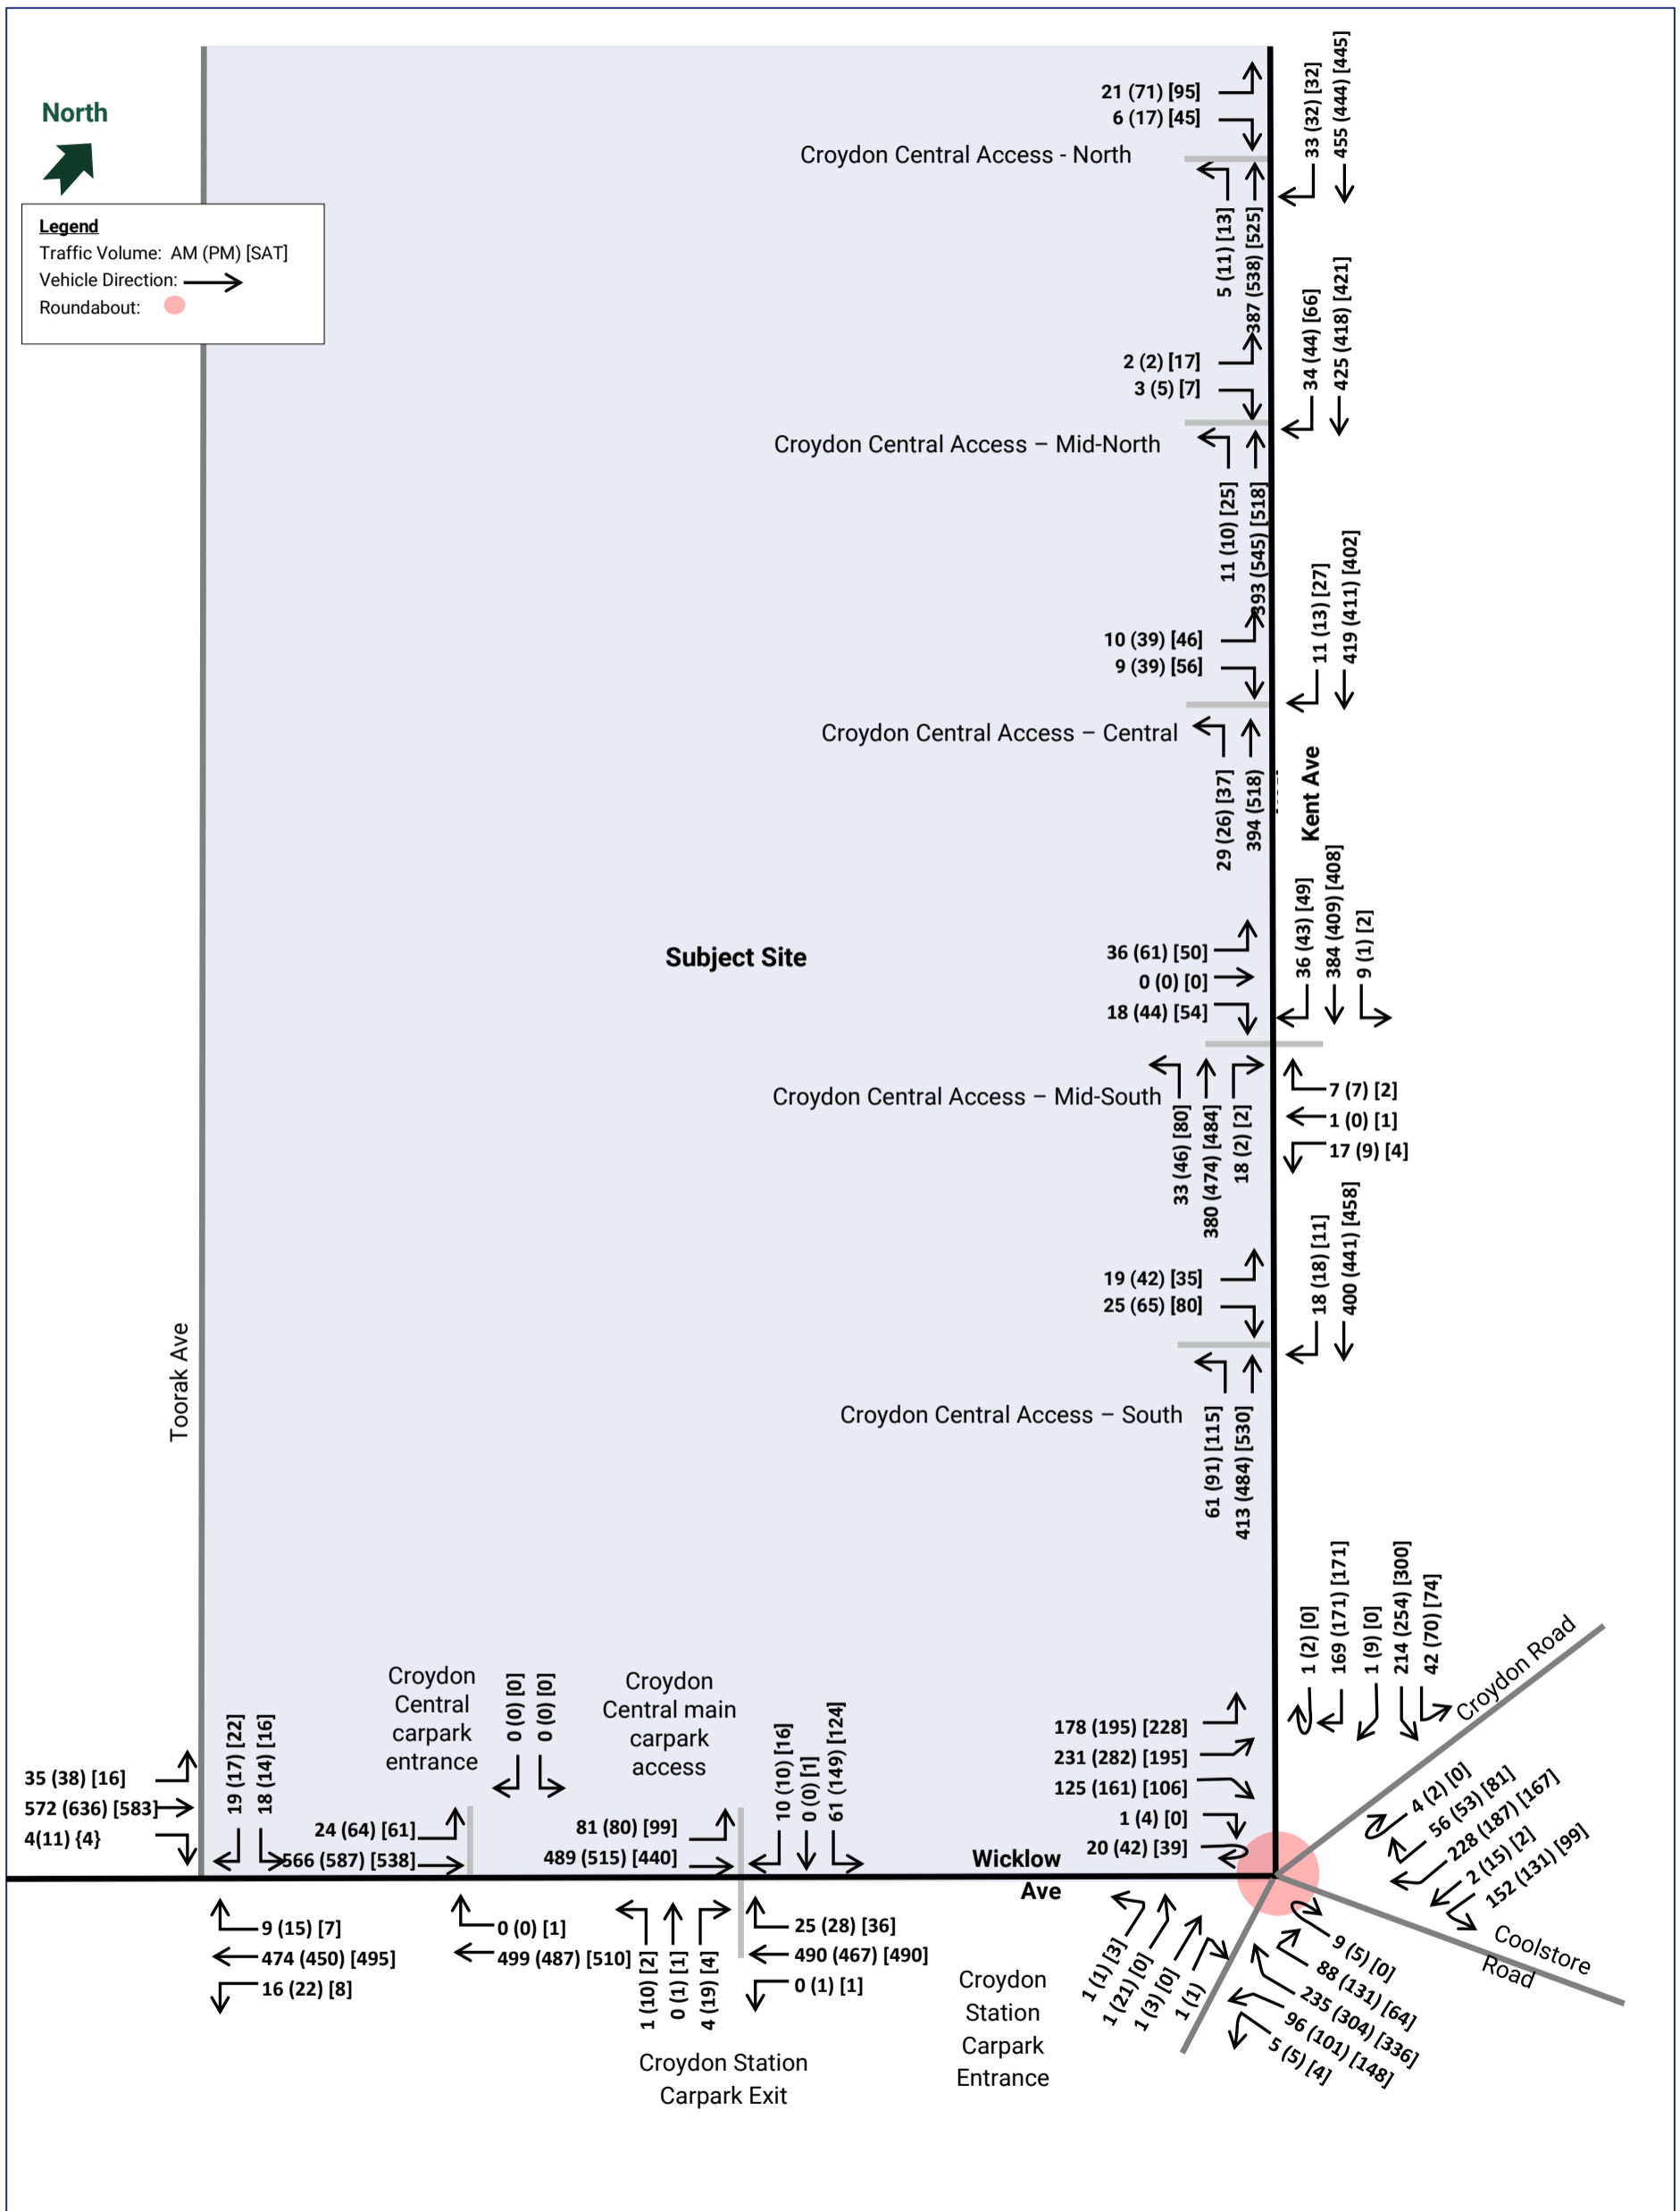 North
Legend
Traffic Volume: AM (PM) [SAT]
Vehicle Direction:
Roundabout:
21 (71) [95]
6 (17) [45]
Croydon Central Access - North
33 (32) [32]
455 (444) [445]
5 (11) [13]
387 (538) [525]
2 (2) [17]
3 (5) [7]
Croydon Central Access – Mid-North
34 (44) [66]
425 (418) [421]
11 (10) [25]
393 (545) [518]
10 (39) [46]
9 (39) [56]
Croydon Central Access – Central
11 (13) [27]
419 (411) [402]
29 (26) [37]
394 (518)
Kent Ave
Subject Site
36 (61) [50]
0 (0) [0]
18 (44) [54]
36 (43) [49]
384 (409) [408]
9 (1) [2]
Croydon Central Access – Mid-South
33 (46) [80]
380 (474) [484]
18 (2) [2]
7 (7) [2]
1 (0) [1]
17 (9) [4]
19 (42) [35]
25 (65) [80]
18 (18) [11]
400 (441) [458]
Croydon Central Access – South
61 (91) [115]
413 (484) [530]
Toorak Ave
35 (38) [16]
572 (636) [583]
4(11) {4}
19 (17) [22]
18 (14) [16]
9 (15) [7]
474 (450) [495]
16 (22) [8]
Croydon
Central
carpark
entrance
0 (0) [0]
0 (0) [0]
24 (64) [61]
566 (587) [538]
0 (0) [1]
499 (487) [510]
Croydon
Central main
carpark
access
10 (10) [16]
0 (0) [1]
61 (149) [124]
81 (80) [99]
489 (515) [440]
1 (10) [2]
0 (1) [1]
4 (19) [4]
25 (28) [36]
490 (467) [490]
0 (1) [1]
Croydon Station
Carpark Exit
178 (195) [228]
231 (282) [195]
125 (161) [106]
1 (4) [0]
20 (42) [39]
Wicklow
Ave
1 (2) [0]
169 (171) [171]
1 (9) [0]
214 (254) [300]
42 (70) [74]
Croydon Road
4 (2) [0]
56 (53) [81]
228 (187) [167]
2 (15) [2]
152 (131) [99]
Coolstore
Road
9 (5) [0]
88 (131) [64]
235 (304) [336]
96 (101) [148]
5 (5) [4]
1 (1) [3]
1 (21) [0]
1 (3) [0]
1 (1)
Croydon
Station
Carpark
Entrance